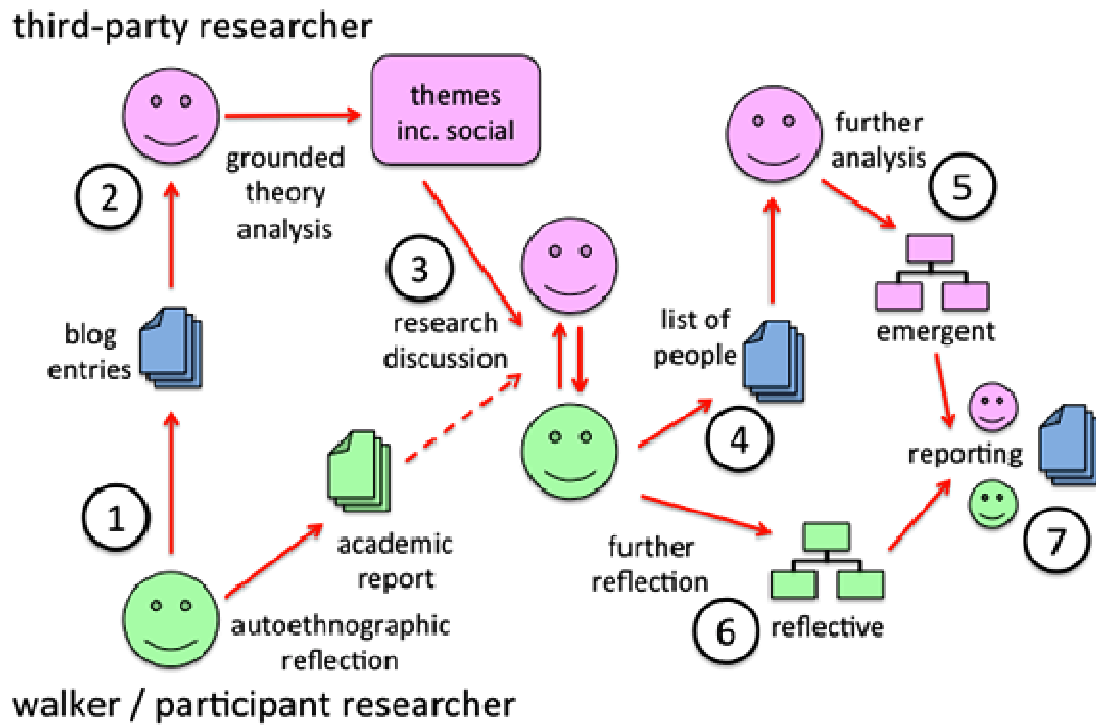 third-party researcher
themes
inc. social
2
grounded
theory
analysis
further
analysis
5
3
research
discussion
blog
entries
list of
people
emergent
4
reporting
1
academic
report
autoethnographic
reflection
further
reflection
6
reflective
7
walker / participant researcher